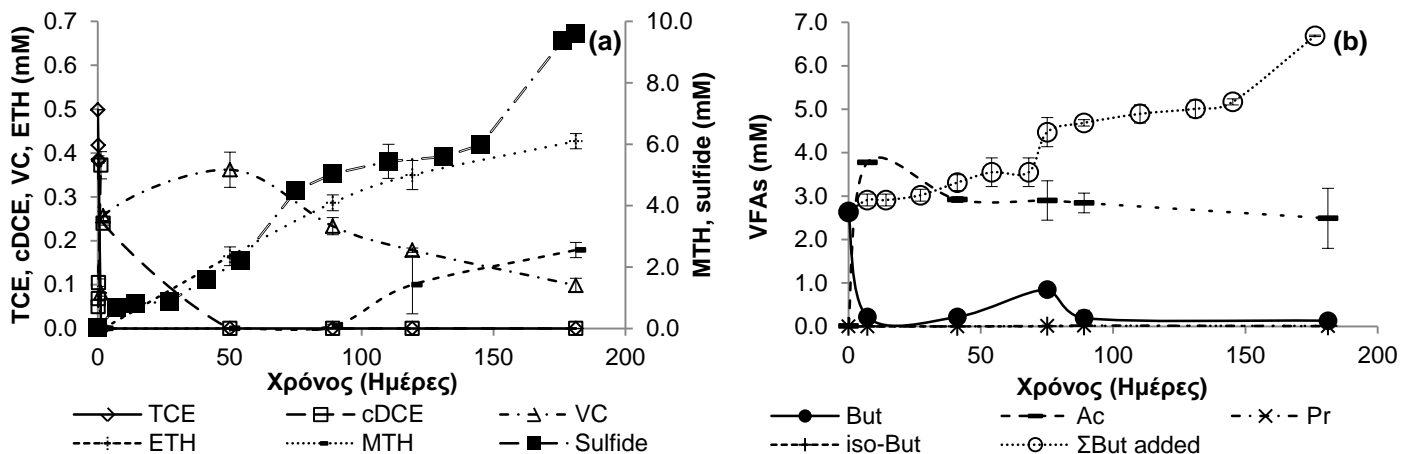 (a)
TCE, cDCE, VC, ETH (mM)
0.7
0.6
0.5
0.4
0.3
0.2
0.1
0.0
10.0
8.0
6.0
4.0
2.0
0.0
MTH, sulfide (mM)
0 50 100 150 200
Χρόνος (Ημέρες)
TCE cDCE VC
ETH MTH Sulfide
(b)
VFAs (mM)
7.0
6.0
5.0
4.0
3.0
2.0
1.0
0.0
0 50 100 150 200
Χρόνος (Ημέρες)
But Ac Pr
iso-But ΣBut added